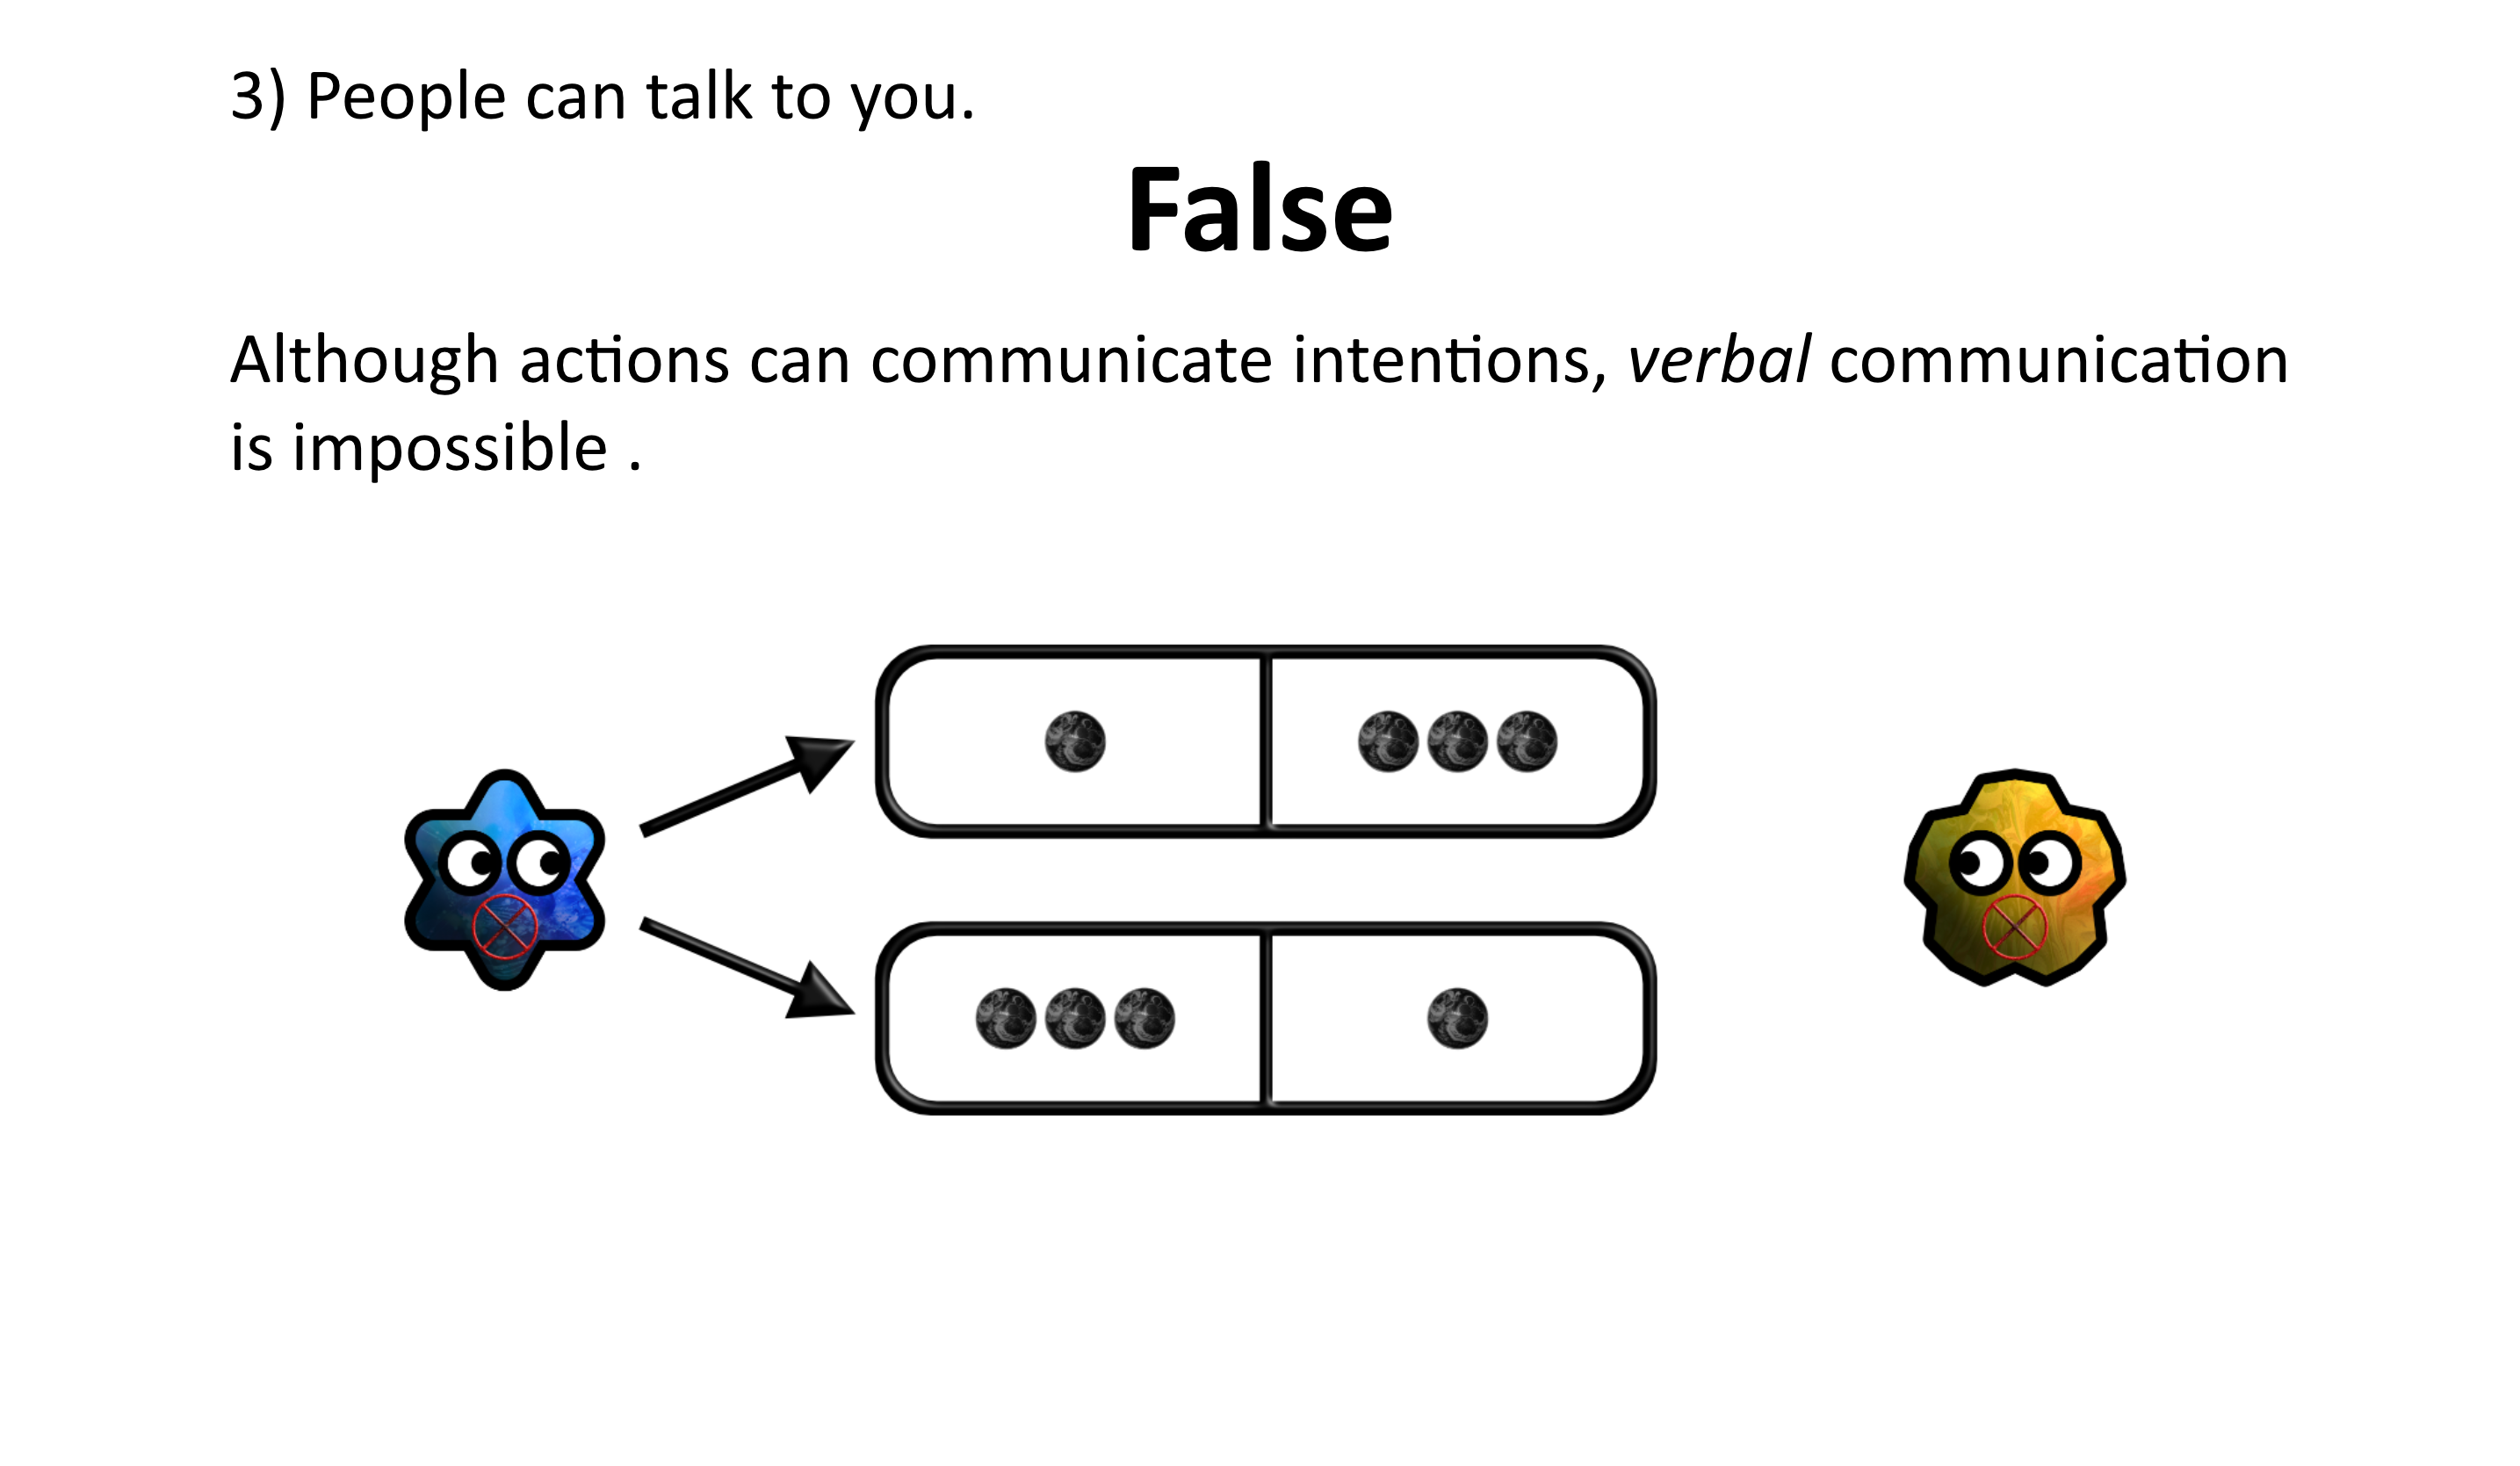 3) People can talk to you.
False
Although actions can communicate intentions, verbal communication
is impossible .